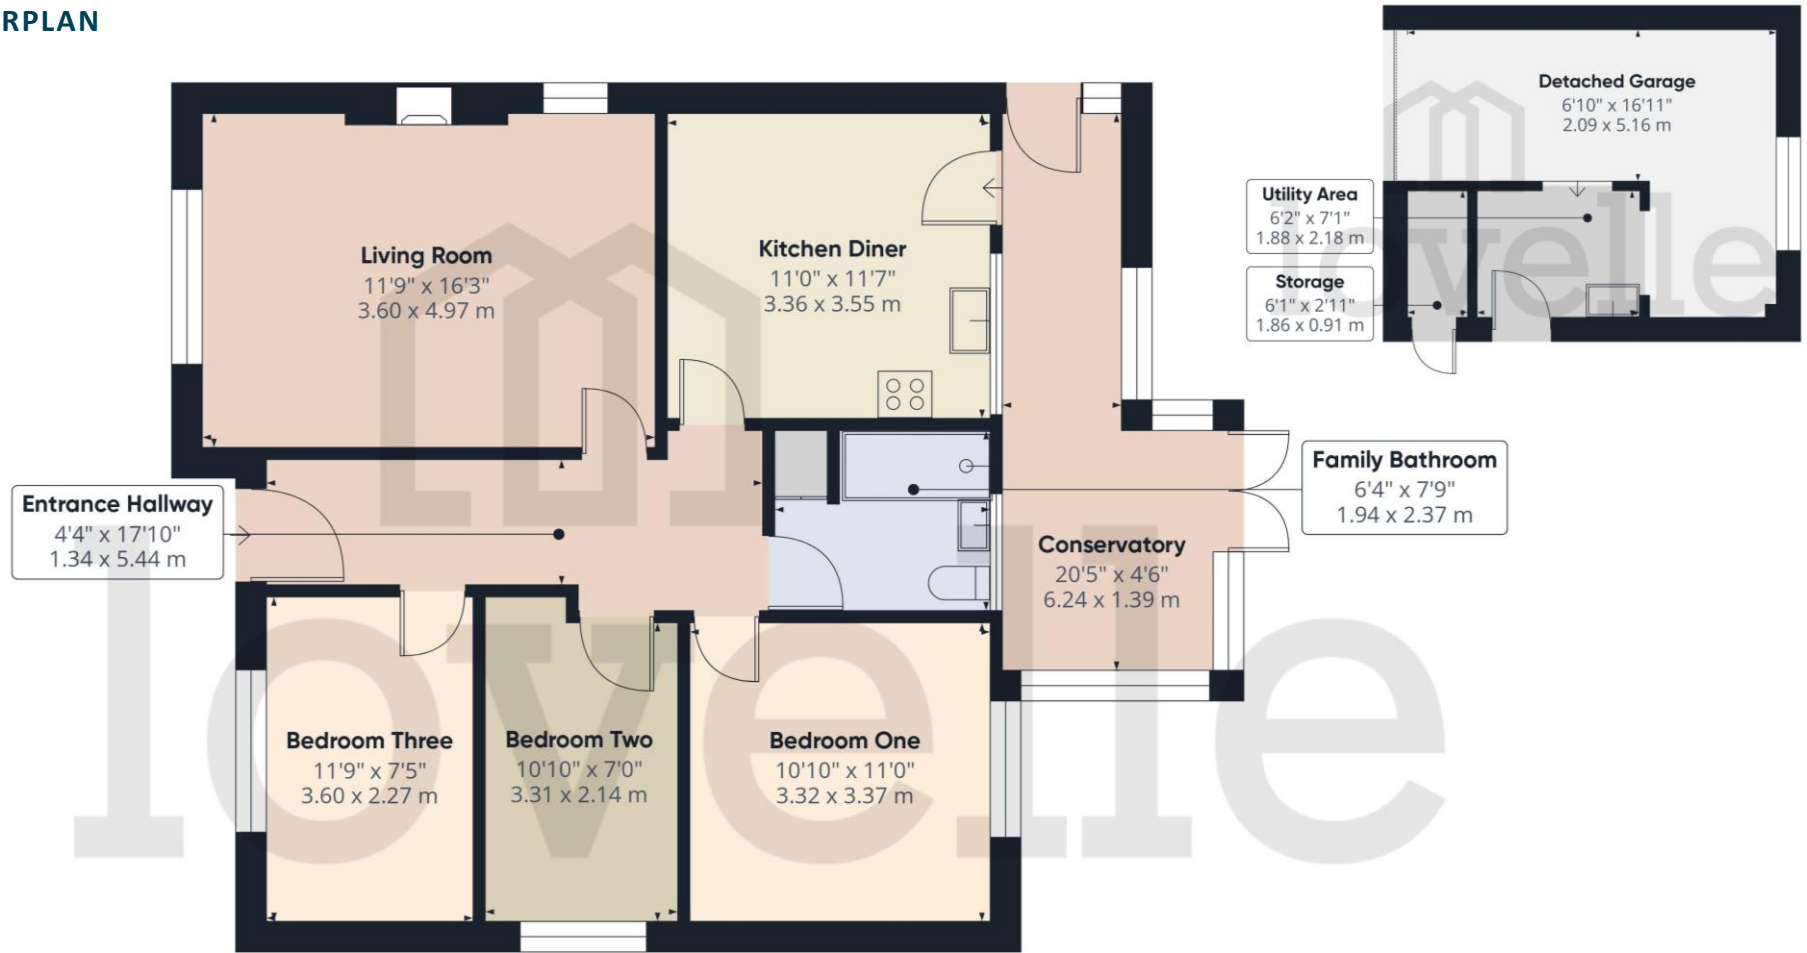 RPLAN
Detached Garage
6'10" x 16'11"
2.09 x 5.16 m
Utility Area
6'2" x 7'1"
1.88 x 2.18 m
Storage
6'1" x 2'11"
1.86 x 0.91 m
lovelle
Living Room
11'9" x 16'3"
3.60 x 4.97 m
Kitchen Diner
11'0" x 11'7"
3.36 x 3.55 m
Family Bathroom
6'4" x 7'9"
1.94 x 2.37 m
Entrance Hallway
4'4" x 17'10"
1.34 x 5.44 m
Conservatory
20'5" x 4'6"
6.24 x 1.39 m
Bedroom Three
11'9" x 7'5"
3.60 x 2.27 m
Bedroom Two
10'10" x 7'0"
3.31 x 2.14 m
Bedroom One
10'10" x 11'0"
3.32 x 3.37 m
lovelle